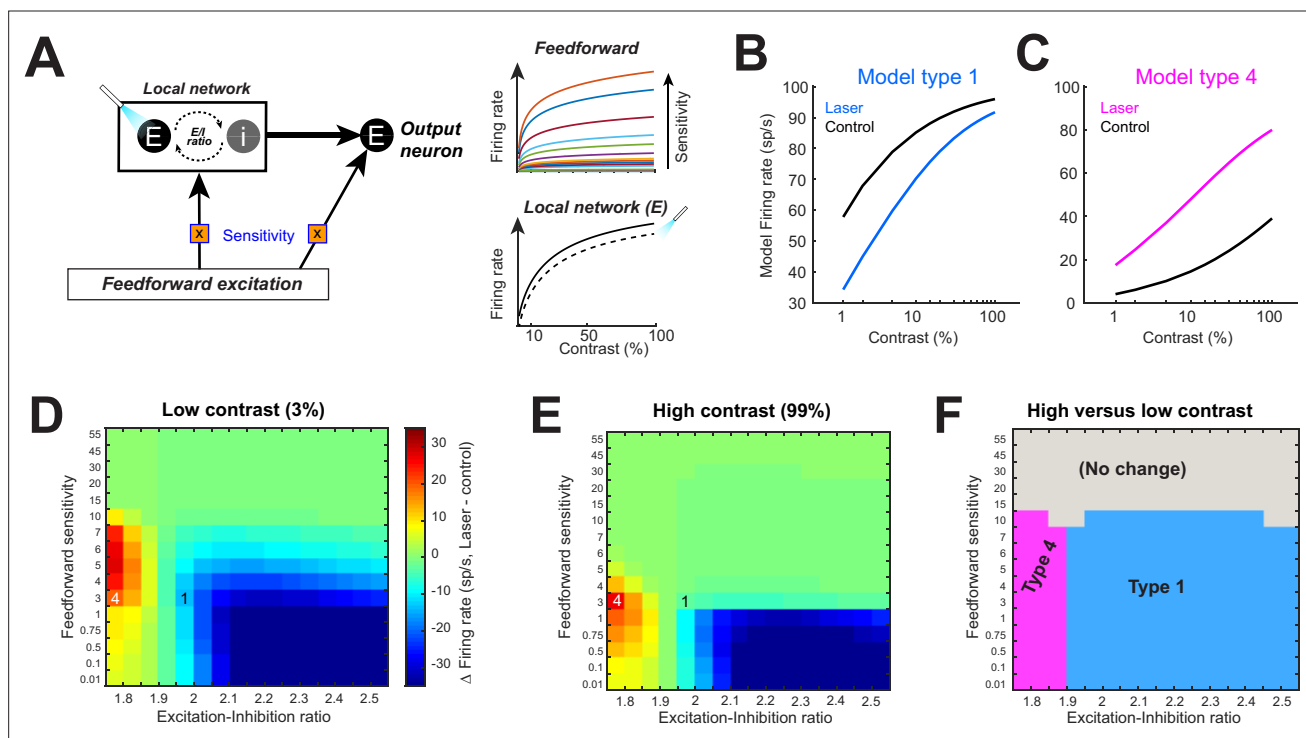 A
Local network
E
E/I
ratio
i
E
Output
neuron
X
Sensitivity
X
Feedforward excitation
Feedforward
Firing rate
Sensitivity
Local network (E)
Firing rate
10
50
100
Contrast (%)
B
Model type 1
Laser
Control
Model Firing rate (sp/s)
100
90
80
70
60
50
40
30
1
10
100
Contrast (%)
C
Model type 4
Laser
Control
80
60
40
20
0
1
10
100
Contrast (%)
D
Low contrast (3%)
Feedforward sensitivity
55
45
30
20
15
10
7
6
5
4
3
1
0.75
0.5
0.1
0.01
4
1
1.8 1.9 2 2.1 2.2 2.3 2.4 2.5
Excitation-Inhibition ratio
30
20
10
0
-10
-20
-30
Δ Firing rate (sp/s, Laser - control)
E
High contrast (99%)
Feedforward sensitivity
55
45
30
20
15
10
7
6
5
4
3
1
0.75
0.5
0.1
0.01
4
1
1.8 1.9 2 2.1 2.2 2.3 2.4 2.5
Excitation-Inhibition ratio
F
High versus low contrast
Feedforward sensitivity
55
45
30
20
15
10
7
6
5
4
3
1
0.75
0.5
0.1
0.01
(No change)
Type 4
Type 1
1.8 1.9 2 2.1 2.2 2.3 2.4 2.5
Excitation-Inhibition ratio